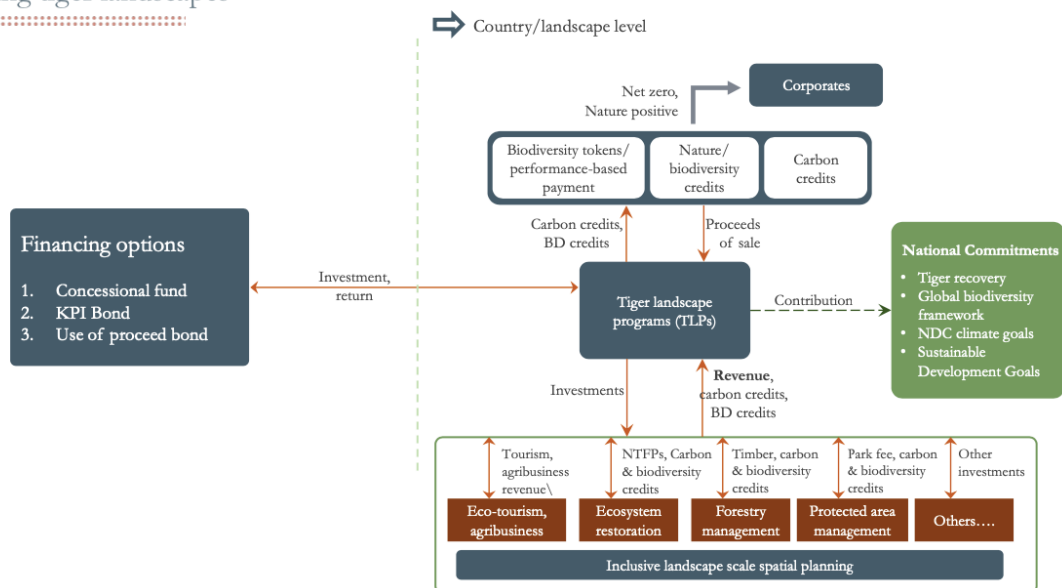 tiger landscapes
Country/landscape level
Corporates
Net zero,
Nature positive
Biodiversity tokens/
performance-based
payment
Nature/
biodiversity
credits
Carbon
credits
Carbon credits,
BD credits
Proceeds
of sale
Financing options
1. Concessional fund
2. KPI Bond
3. Use of proceed bond
Investment,
return
Tiger landscape
programs (TLPs)
Contribution
National Commitments
• Tiger recovery
• Global biodiversity
framework
• NDC climate goals
• Sustainable
Development Goals
Investments
Revenue,
carbon credits,
BD credits
Tourism,
agribusiness
revenue\
NTFPs, Carbon
& biodiversity
credits
Timber, carbon
& biodiversity
credits
Park fee, carbon
& biodiversity
credits
Other
investments
Eco-tourism,
agribusiness
Ecosystem
restoration
Forestry
management
Protected area
management
Others….
Inclusive landscape scale spatial planning